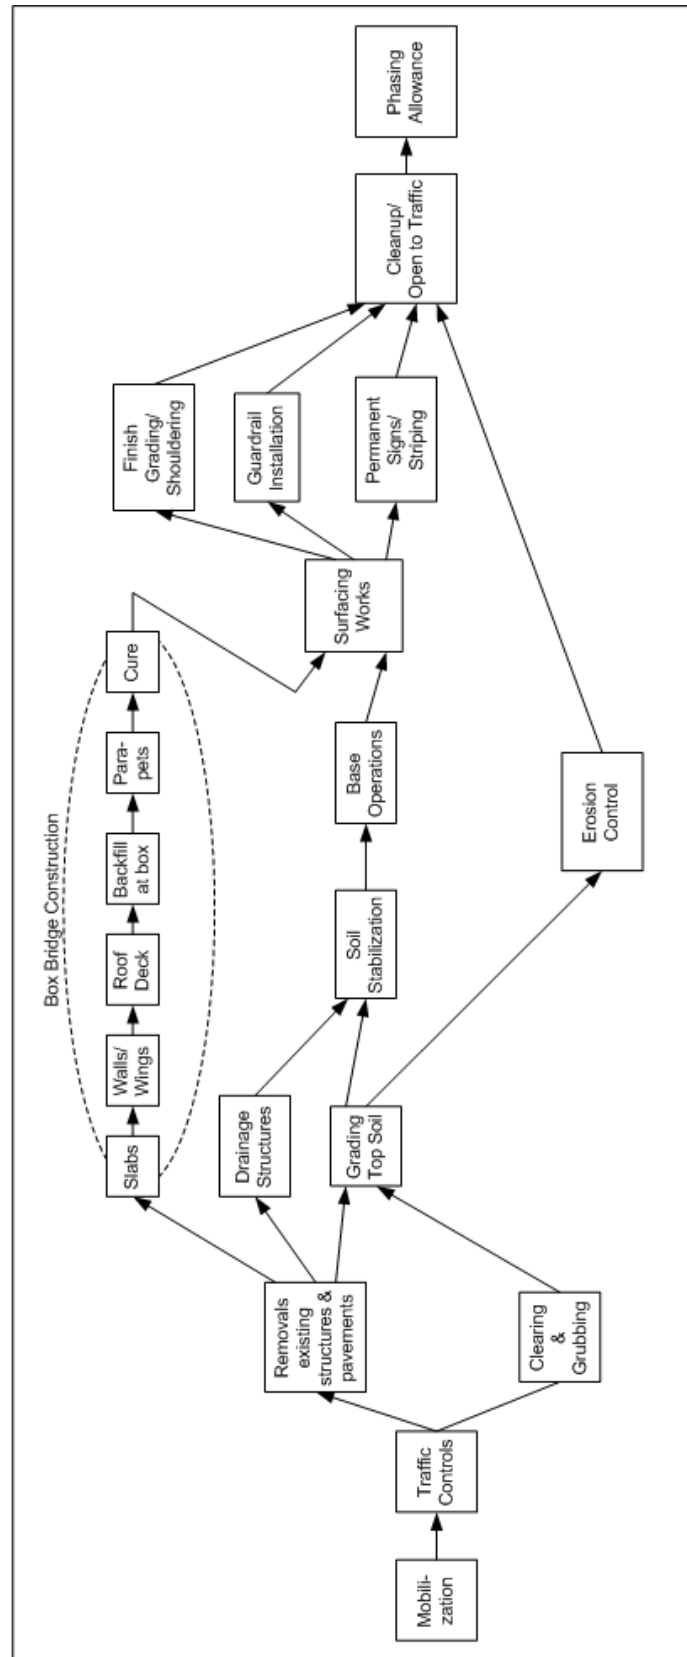 Mobili-
zation
Traffic
Controls
Removals
existing
structures &
pavements
Clearing
&
Grubbing
Box Bridge Construction
Slabs
Walls/
Wings
Roof
Deck
Backfill
at box
Para-
pets
Cure
Drainage
Structures
Grading
Top Soil
Soil
Stabilization
Base
Operations
Surfacing
Works
Erosion
Control
Finish
Grading/
Shouldering
Guardrail
Installation
Permanent
Signs/
Striping
Cleanup/
Open to Traffic
Phasing
Allowance